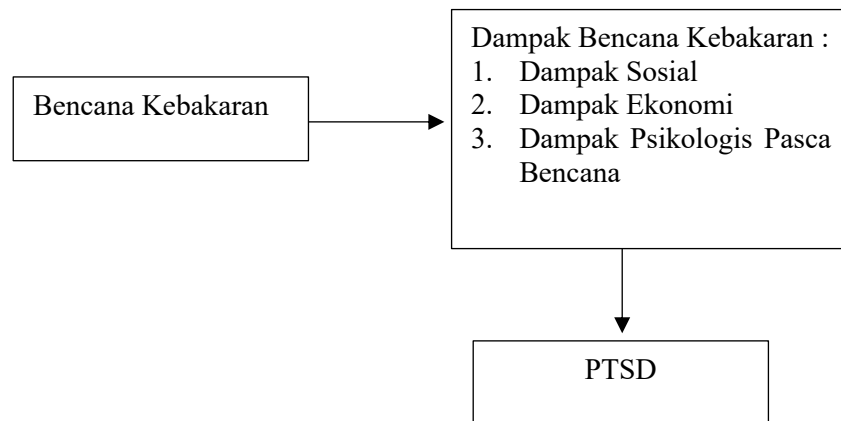 Bencana Kebakaran
Dampak Bencana Kebakaran :
1. Dampak Sosial
2. Dampak Ekonomi
3. Dampak Psikologis Pasca
Bencana
PTSD